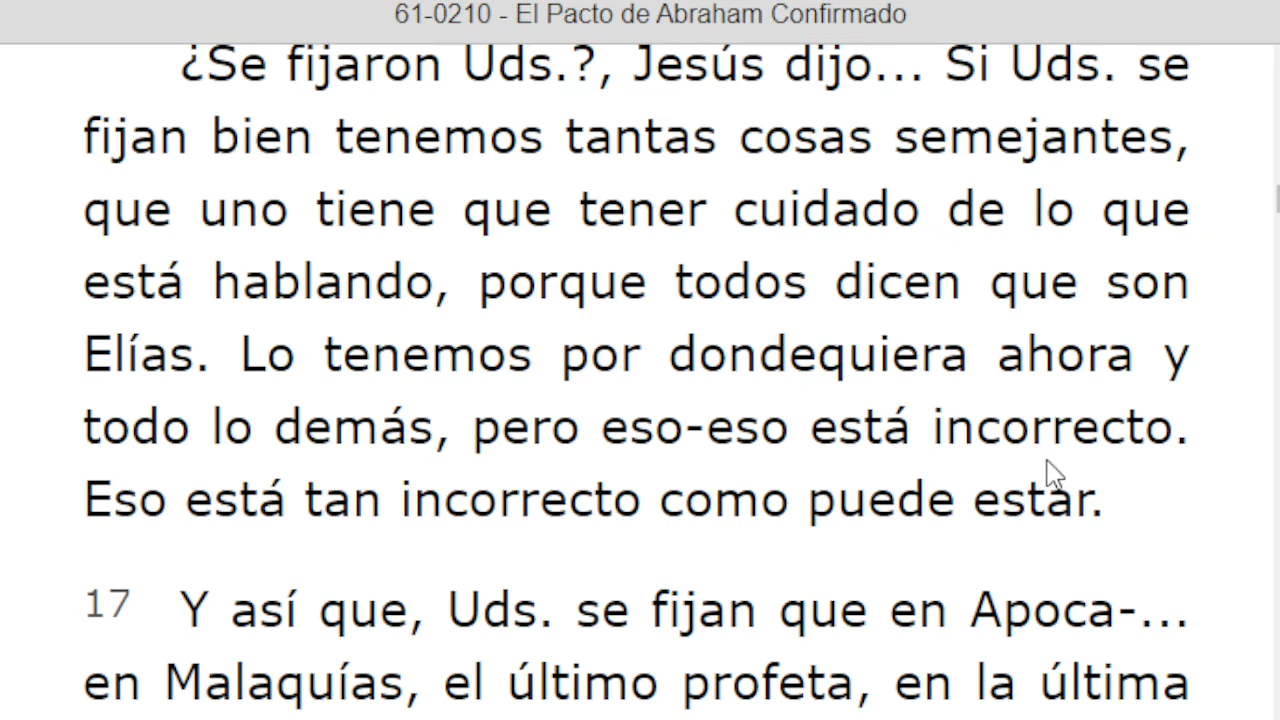 61-0210 - El Pacto de Abraham Confirmado
¿Se fijaron Uds.?, Jesús dijo... Si Uds. se
fijan bien tenemos tantas cosas semejantes,
que uno tiene que tener cuidado de lo que
está hablando, porque todos dicen que son
Elías. Lo tenemos por dondequiera ahora y
todo lo demás, pero eso-eso está incorrecto.
Eso está tan incorrecto como puede estar.
17 Y así que, Uds. se fijan que en Apoca-...
en Malaquías, el último profeta, en la última